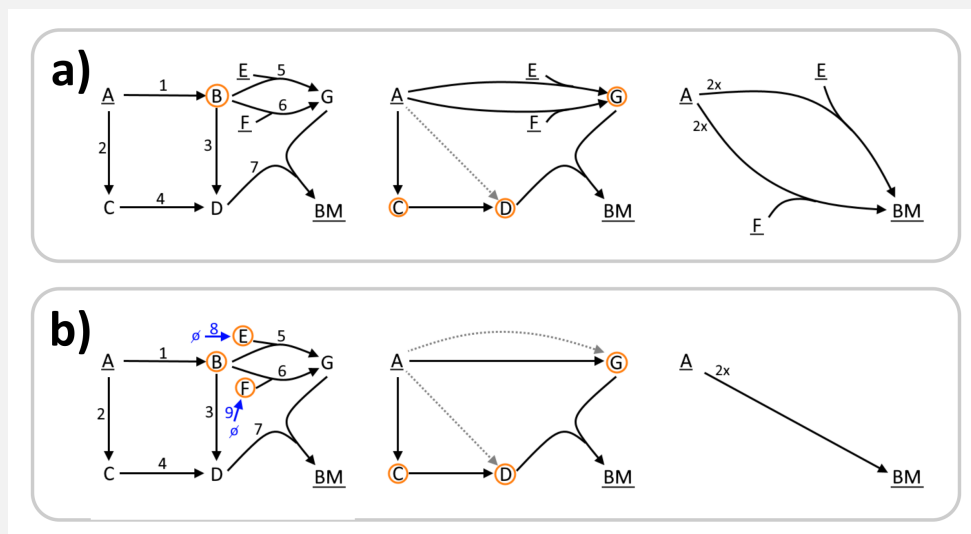 a)
E 5
A 1 B G
6
F
2 3
7
C 4 D
BM
E
A G
F
C D
BM
E
A 2x
2x
F
BM
b)
ø 8 E 5
A 1 B G
6
F
2 3 9
ø 7
C 4 D
BM
A G
C D
BM
A
2x
BM